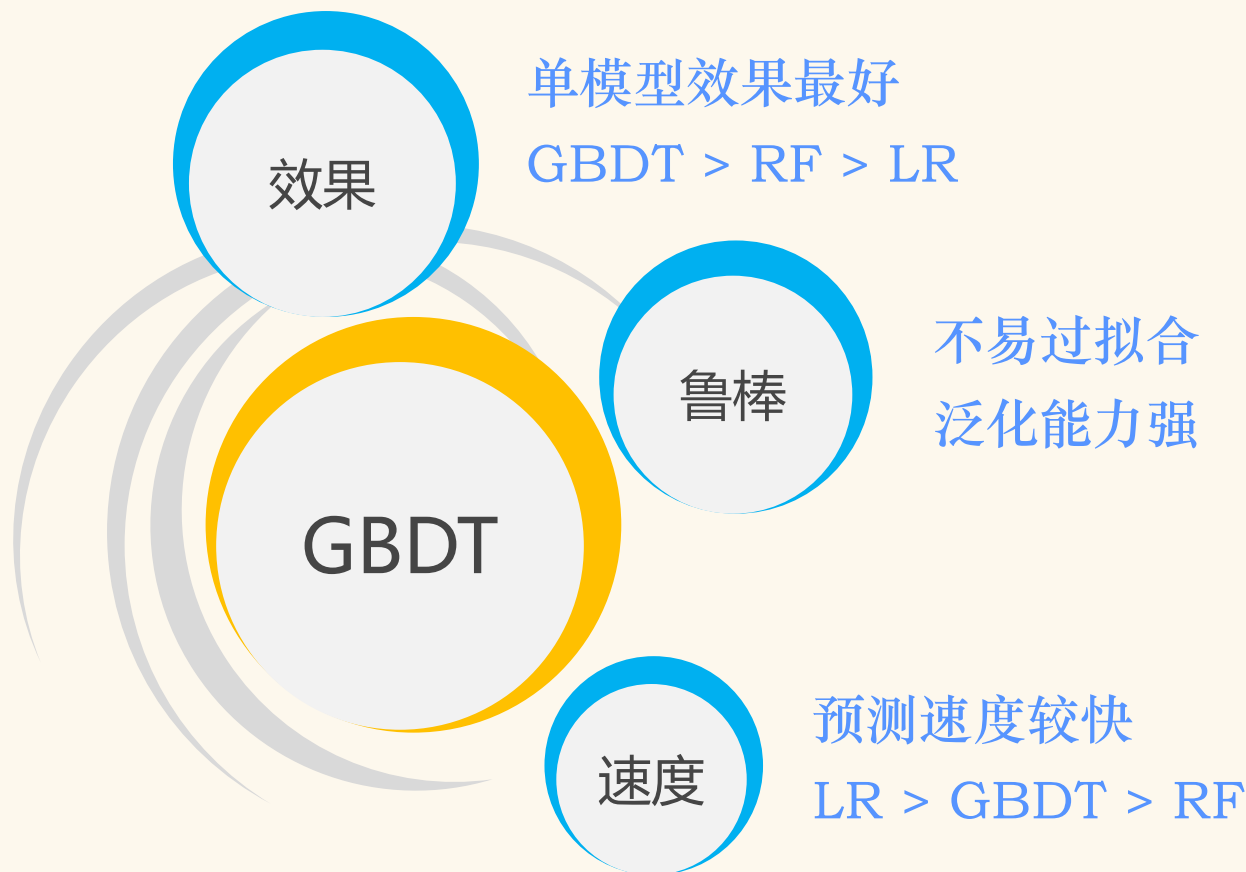 效果
单模型效果最好
GBDT > RF > LR
鲁棒
不易过拟合
泛化能力强
GBDT
速度
预测速度较快
LR > GBDT > RF